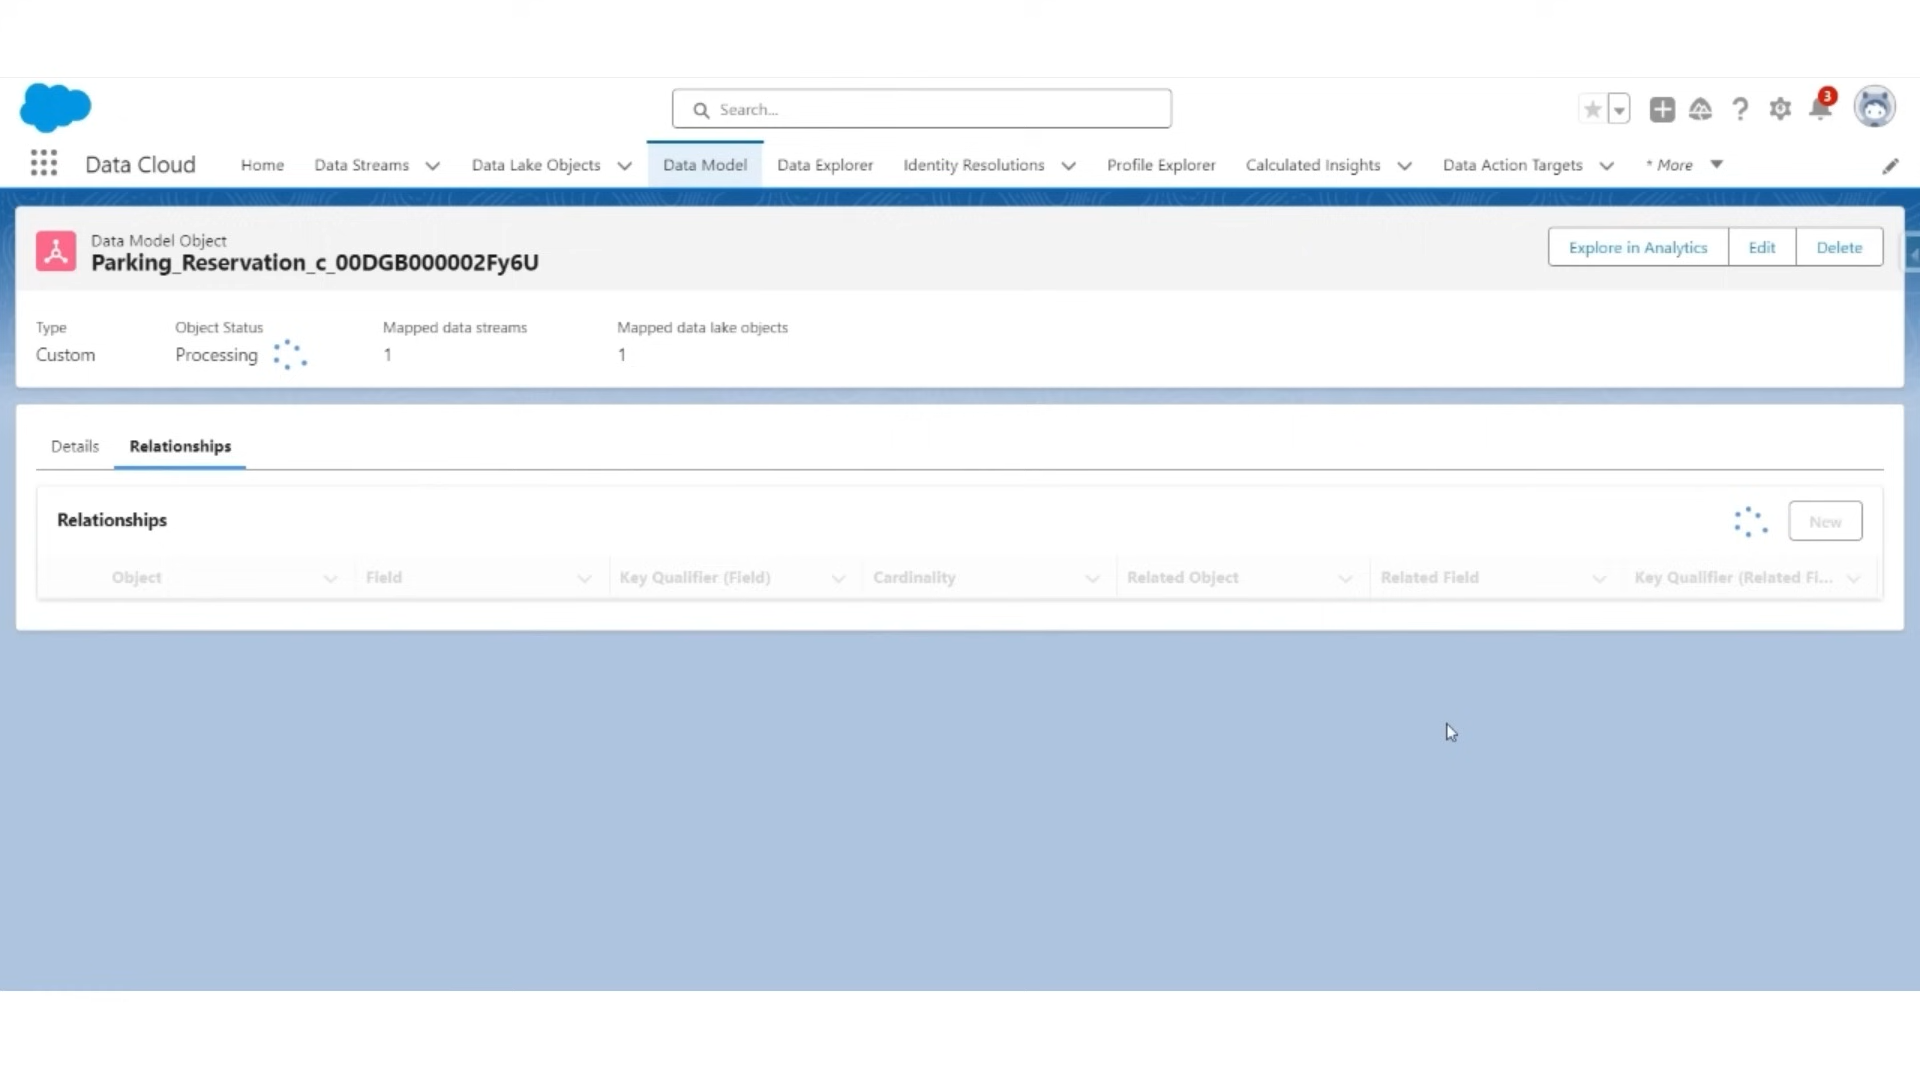 Search...
3
Data Cloud Home Data Streams Data Lake Objects Data Model Data Explorer Identity Resolutions Profile Explorer Calculated Insights Data Action Targets * More
Data Model Object
Parking_Reservation_c_00DGB000002Fy6U
Explore in Analytics Edit Delete
Type Object Status Mapped data streams Mapped data lake objects
Custom Processing 1 1
Details Relationships
Relationships New
Object Field Key Qualifier (Field) Cardinality Related Object Related Field Key Qualifier (Related Fi...